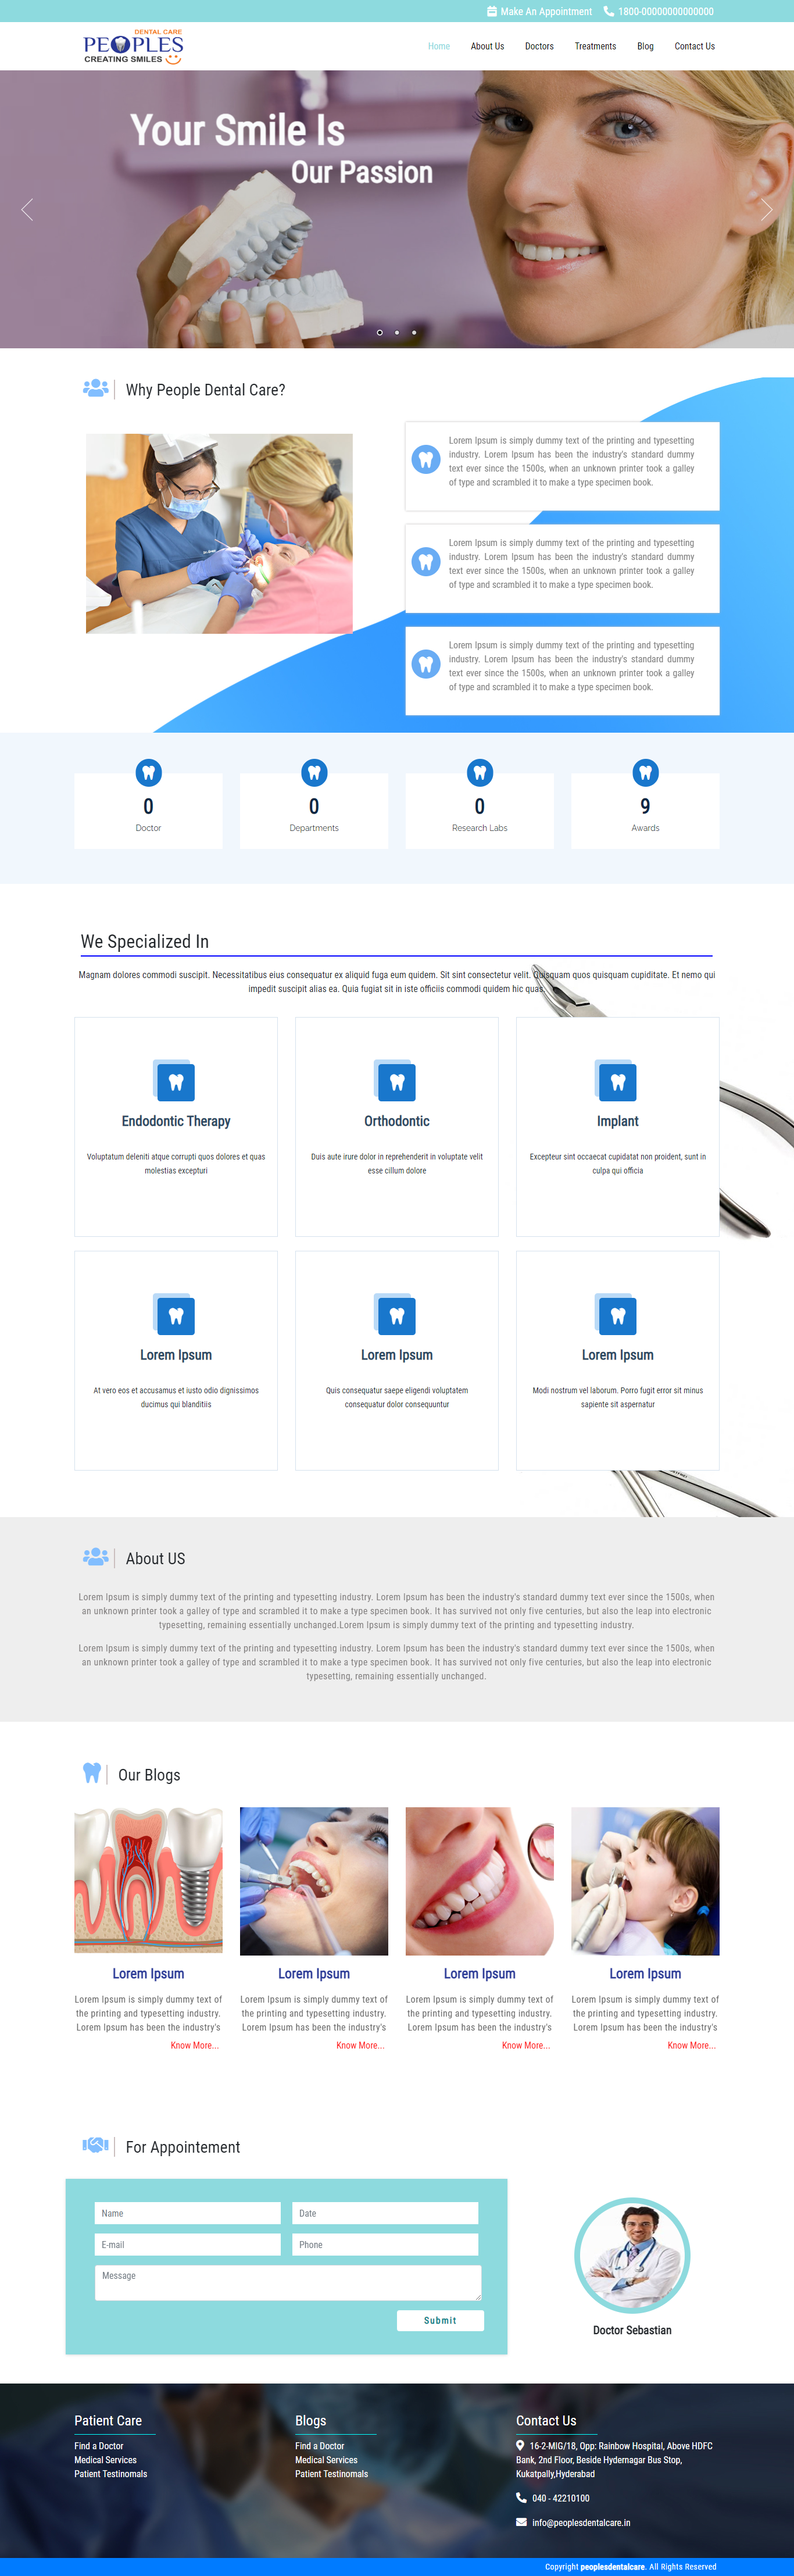 Make An Appointment 1800-00000000000000
DENTAL CARE
PEOPLES
CREATING SMILES
Home About Us Doctors Treatments Blog Contact Us
Your Smile Is
Our Passion
Why People Dental Care?
Lorem Ipsum is simply dummy text of the printing and typesetting
industry. Lorem Ipsum has been the industry's standard dummy
text ever since the 1500s, when an unknown printer took a galley
of type and scrambled it to make a type specimen book.
Lorem Ipsum is simply dummy text of the printing and typesetting
industry. Lorem Ipsum has been the industry's standard dummy
text ever since the 1500s, when an unknown printer took a galley
of type and scrambled it to make a type specimen book.
Lorem Ipsum is simply dummy text of the printing and typesetting
industry. Lorem Ipsum has been the industry's standard dummy
text ever since the 1500s, when an unknown printer took a galley
of type and scrambled it to make a type specimen book.
0 0 0 9
Doctor Departments Research Labs Awards
We Specialized In
Magnam dolores commodi suscipit. Necessitatibus eius consequatur ex aliquid fuga eum quidem. Sit sint consectetur velit. Quisquam quos quisquam cupiditate. Et nemo qui
impedit suscipit alias ea. Quia fugiat sit in iste officiis commodi quidem hic quas.
Endodontic Therapy
Voluptatum deleniti atque corrupti quos dolores et quas
molestias excepturi
Orthodontic
Duis aute irure dolor in reprehenderit in voluptate velit
esse cillum dolore
Implant
Excepteur sint occaecat cupidatat non proident, sunt in
culpa qui officia
Lorem Ipsum
At vero eos et accusamus et iusto odio dignissimos
ducimus qui blanditiis
Lorem Ipsum
Quis consequatur saepe eligendi voluptatem
consequatur dolor consequuntur
Lorem Ipsum
Modi nostrum vel laborum. Porro fugit error sit minus
sapiente sit aspernatur
About US
Lorem Ipsum is simply dummy text of the printing and typesetting industry. Lorem Ipsum has been the industry's standard dummy text ever since the 1500s, when
an unknown printer took a galley of type and scrambled it to make a type specimen book. It has survived not only five centuries, but also the leap into electronic
typesetting, remaining essentially unchanged.Lorem Ipsum is simply dummy text of the printing and typesetting industry.
Lorem Ipsum is simply dummy text of the printing and typesetting industry. Lorem Ipsum has been the industry's standard dummy text ever since the 1500s, when
an unknown printer took a galley of type and scrambled it to make a type specimen book. It has survived not only five centuries, but also the leap into electronic
typesetting, remaining essentially unchanged.
Our Blogs
Lorem Ipsum
Lorem Ipsum is simply dummy text of
the printing and typesetting industry.
Lorem Ipsum has been the industry's
Know More...
Lorem Ipsum
Lorem Ipsum is simply dummy text of
the printing and typesetting industry.
Lorem Ipsum has been the industry's
Know More...
Lorem Ipsum
Lorem Ipsum is simply dummy text of
the printing and typesetting industry.
Lorem Ipsum has been the industry's
Know More...
Lorem Ipsum
Lorem Ipsum is simply dummy text of
the printing and typesetting industry.
Lorem Ipsum has been the industry's
Know More...
For Appointement
Name Date
E-mail Phone
Message
Submit
Doctor Sebastian
Patient Care
Find a Doctor
Medical Services
Patient Testinomals
Blogs
Find a Doctor
Medical Services
Patient Testinomals
Contact Us
16-2-MIG/18, Opp: Rainbow Hospital, Above HDFC
Bank, 2nd Floor, Beside Hydernagar Bus Stop,
Kukatpally,Hyderabad
040 - 42210100
info@peoplesdentalcare.in
Copyright peoplesdentalcare. All Rights Reserved